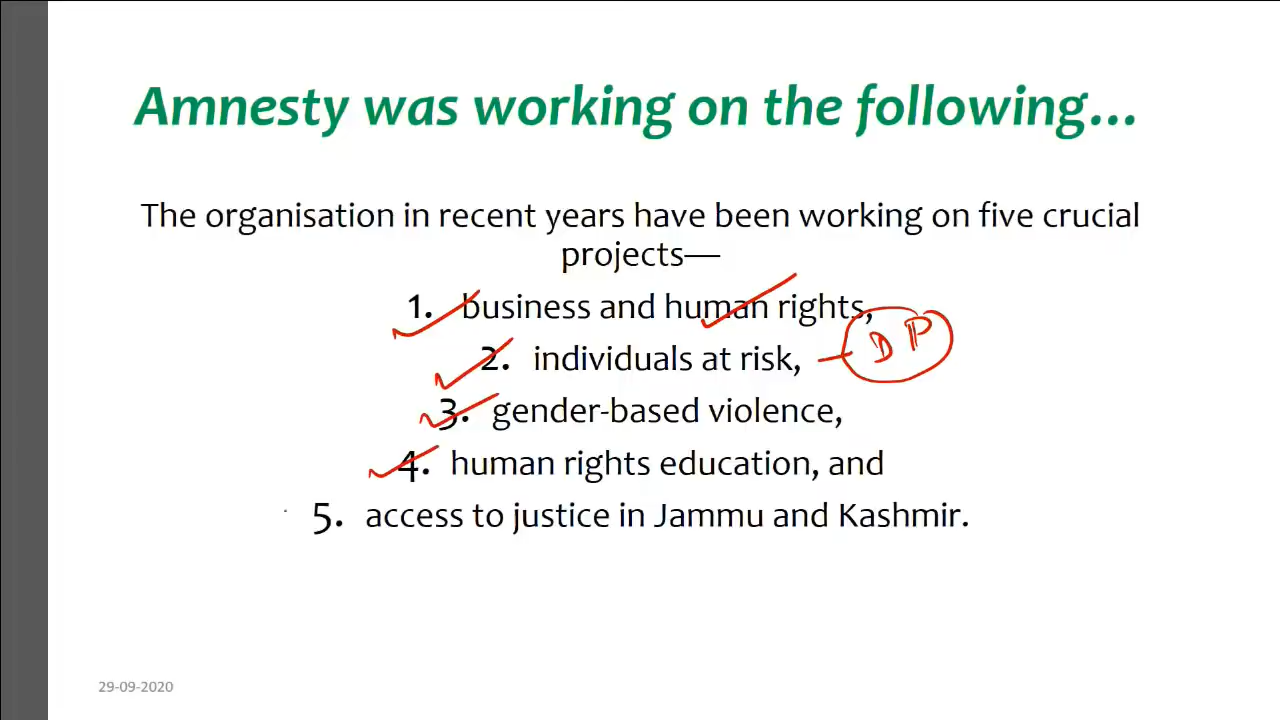 Amnesty was working on the following...
The organisation in recent years have been working on five crucial
projects—
1. business and human rights,
2. individuals at risk, – DP
3. gender-based violence,
4. human rights education, and
5. access to justice in Jammu and Kashmir.
29-09-2020